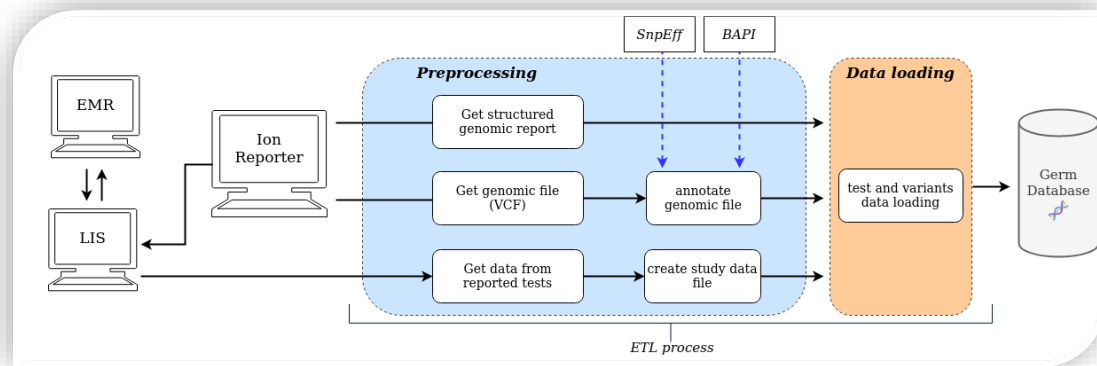 SnpEff
BAPI
Preprocessing
Data loading
EMR
Ion
Reporter
Get structured
genomic report
Get genomic file
(VCF)
annotate
genomic file
test and variants
data loading
Germ
Database
LIS
Get data from
reported tests
create study data
file
ETL process